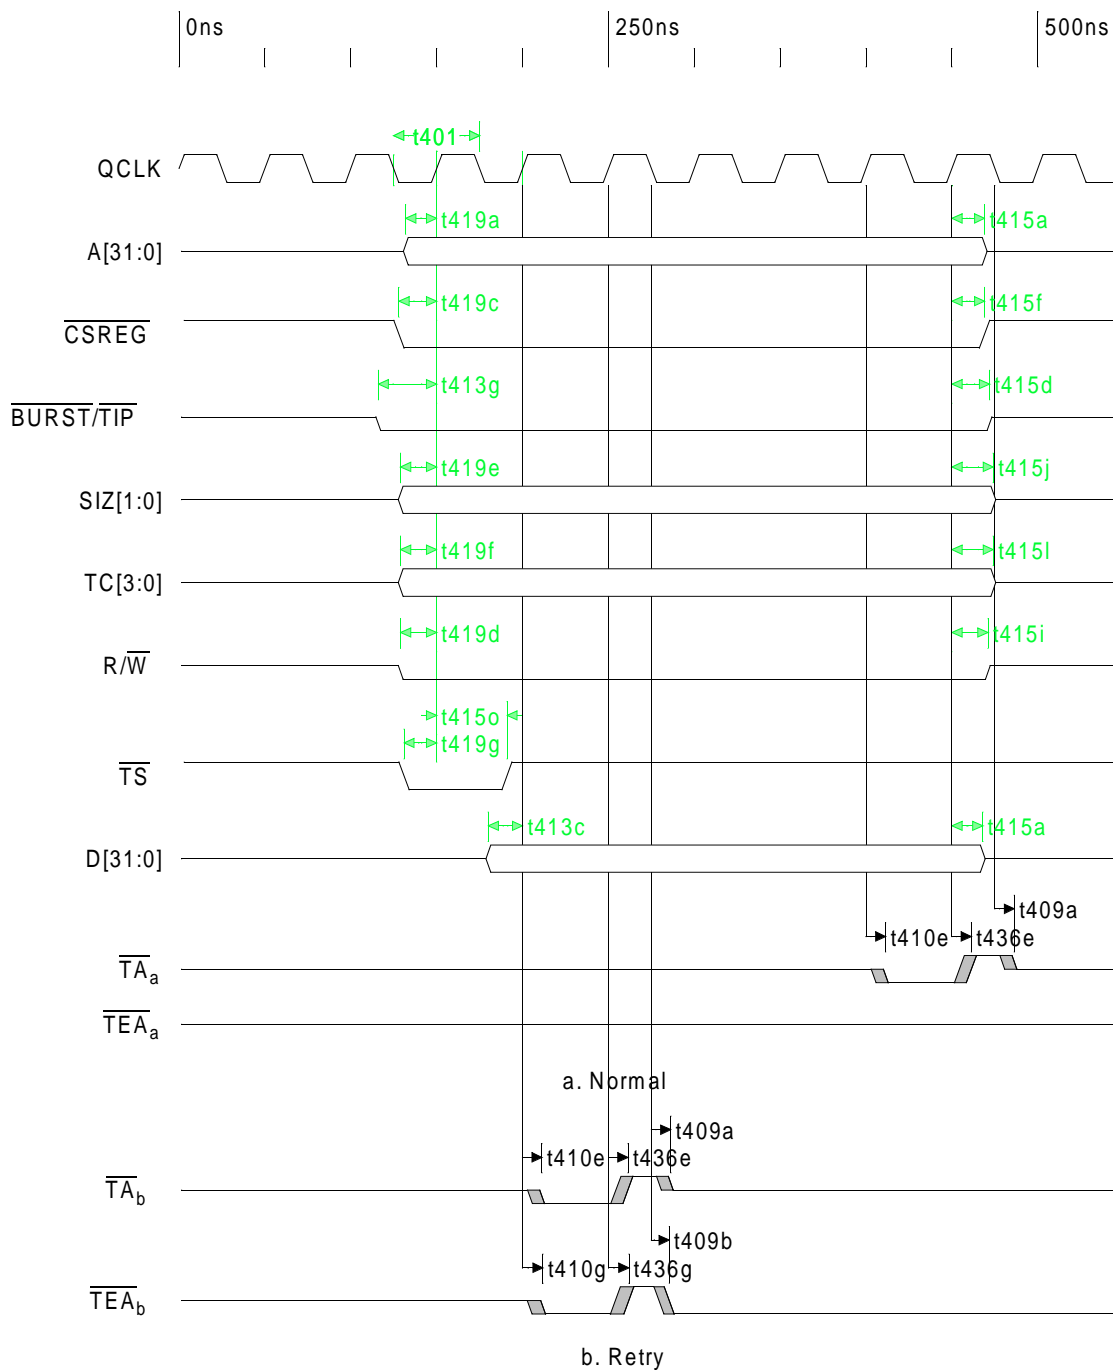 0ns 250ns 500ns
t401
QCLK
t419a t415a
A[31:0]
t419c t415f
CSREG
t413g t415d
BURST/TIP
t419e t415j
SIZ[1:0]
t419f t415l
TC[3:0]
t419d t415i
R/W
t415o
t419g
TS
t413c t415a
D[31:0]
t409a
t410e t436e
TAa
TEAa
a. Normal
t409a
t410e t436e
TAb
t409b
t410g t436g
TEAb
b. Retry